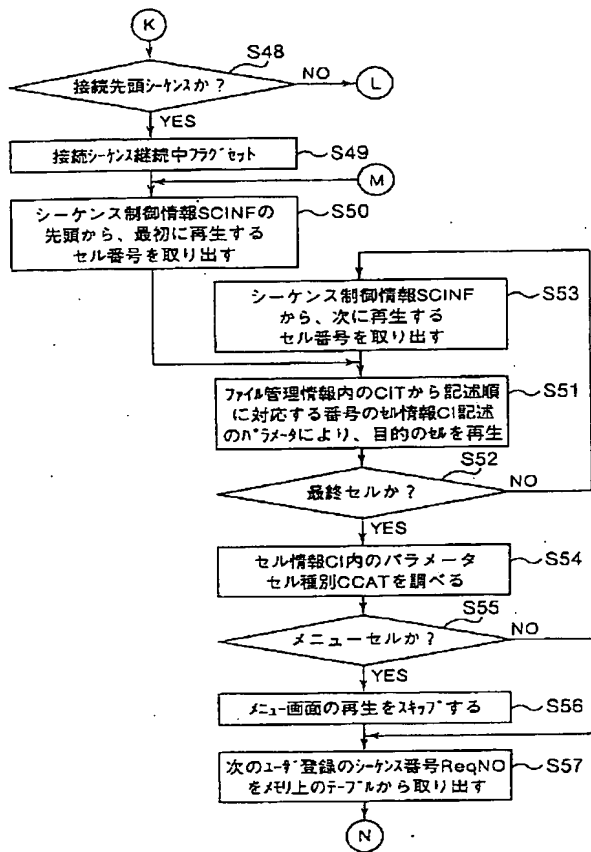 K
S48
接続先頭シーケンスか？
NO
L
YES
接続シーケンス継続中フラグセット
S49
M
シーケンス制御情報SCINFの
先頭から、最初に再生する
セル番号を取り出す
S50
シーケンス制御情報SCINF
から、次に再生する
セル番号を取り出す
S53
ファイル管理情報内のCITから記述順
に対応する番号のセル情報CI記述
のパラメータにより、目的のセルを再生
S51
S52
最終セルか？
NO
YES
セル情報CI内のパラメータ
セル種別CCATを調べる
S54
S55
メニューセルか？
NO
YES
メニュー画面の再生をスキップする
S56
次のユーザ登録のシーケンス番号ReqNO
をメモリ上のテーブルから取り出す
S57
N